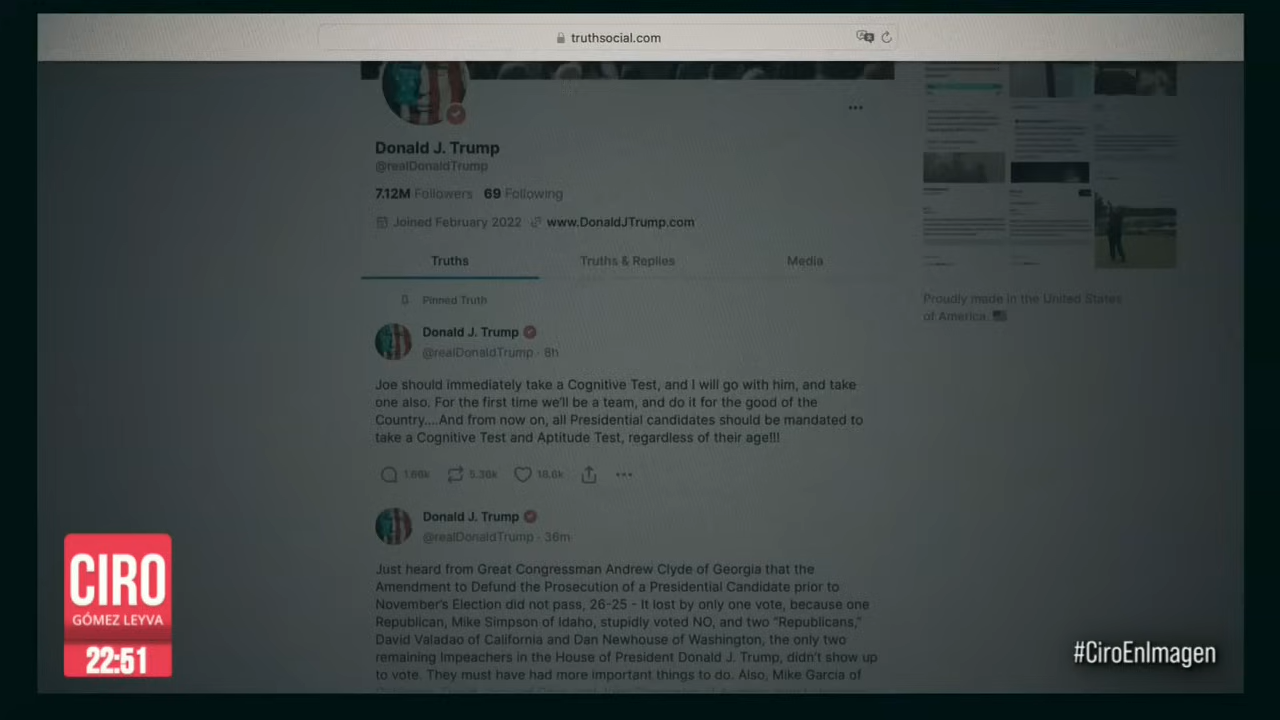 truthsocial.com
Donald J. Trump
@realDonaldTrump
7.12M Followers 69 Following
Joined February 2022 www.DonaldJTrump.com
Truths Truths & Replies Media
Pinned Truth
Donald J. Trump
@realDonaldTrump · 8h
Joe should immediately take a Cognitive Test, and I will go with him, and take
one also. For the first time we'll be a team, and do it for the good of the
Country....And from now on, all Presidential candidates should be mandated to
take a Cognitive Test and Aptitude Test, regardless of their age!!!
5.36k 18.6k
Donald J. Trump
@realDonaldTrump · 36m
Just heard from Great Congressman Andrew Clyde of Georgia that the
Amendment to Defund the Prosecution of a Presidential Candidate prior to
November's Election did not pass, 26-25 - It lost by only one vote, because one
Republican, Mike Simpson of Idaho, stupidly voted NO, and two "Republicans,"
David Valadao of California and Dan Newhouse of Washington, the only two
remaining Impeachers in the House of President Donald J. Trump, didn't show up
to vote. They must have had more important things to do. Also, Mike Garcia of
Proudly made in the United States
of America.
CIRO
GÓMEZ LEYVA
22:51
#CiroEnImagen